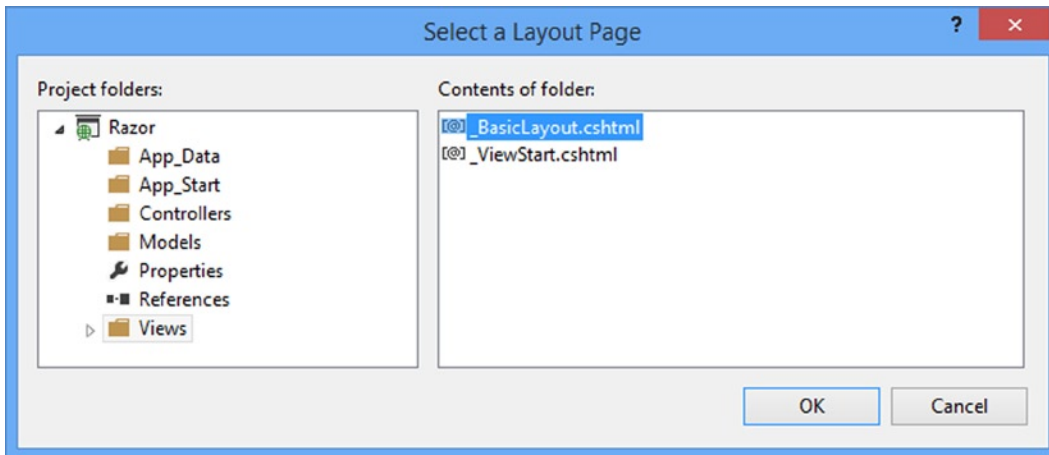 Select a Layout Page
?
Project folders:
Razor
App_Data
App_Start
Controllers
Models
Properties
References
Views
Contents of folder:
[@] _BasicLayout.cshtml
[@] _ViewStart.cshtml
OK
Cancel